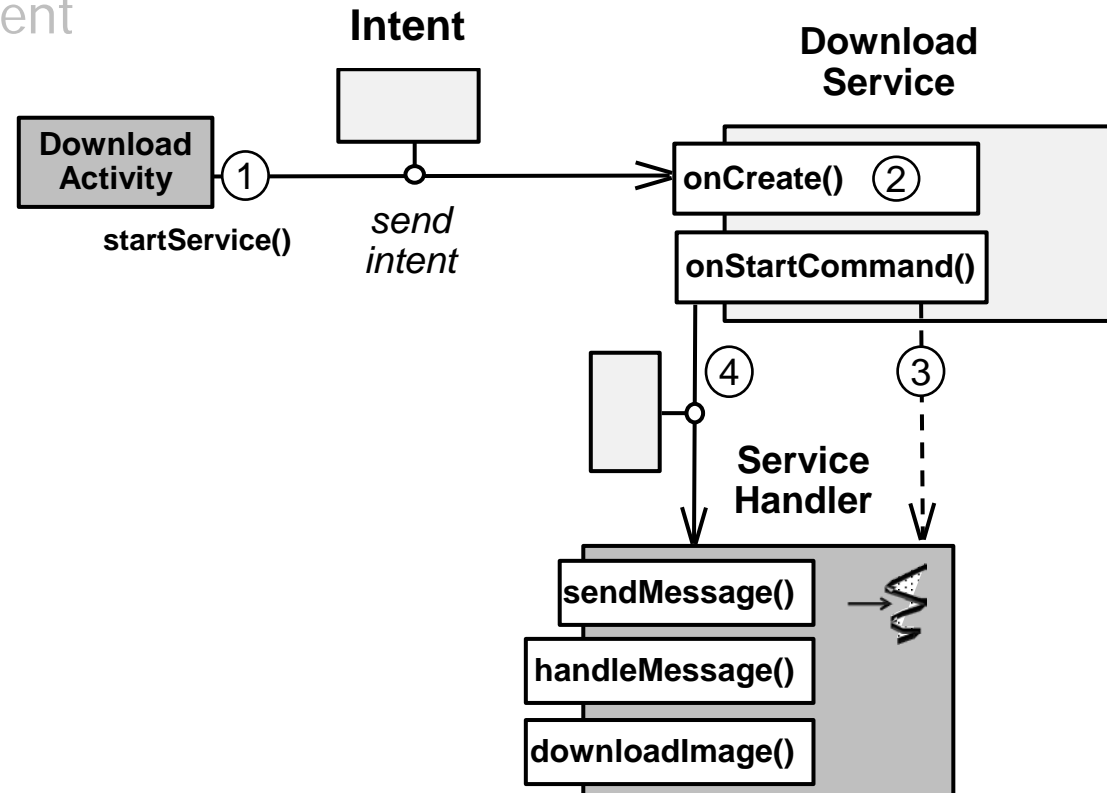 ent
Intent
Download
Service
Download
Activity
1
startService()
send
intent
onCreate()
2
onStartCommand()
4
3
Service
Handler
sendMessage()
handleMessage()
downloadImage()